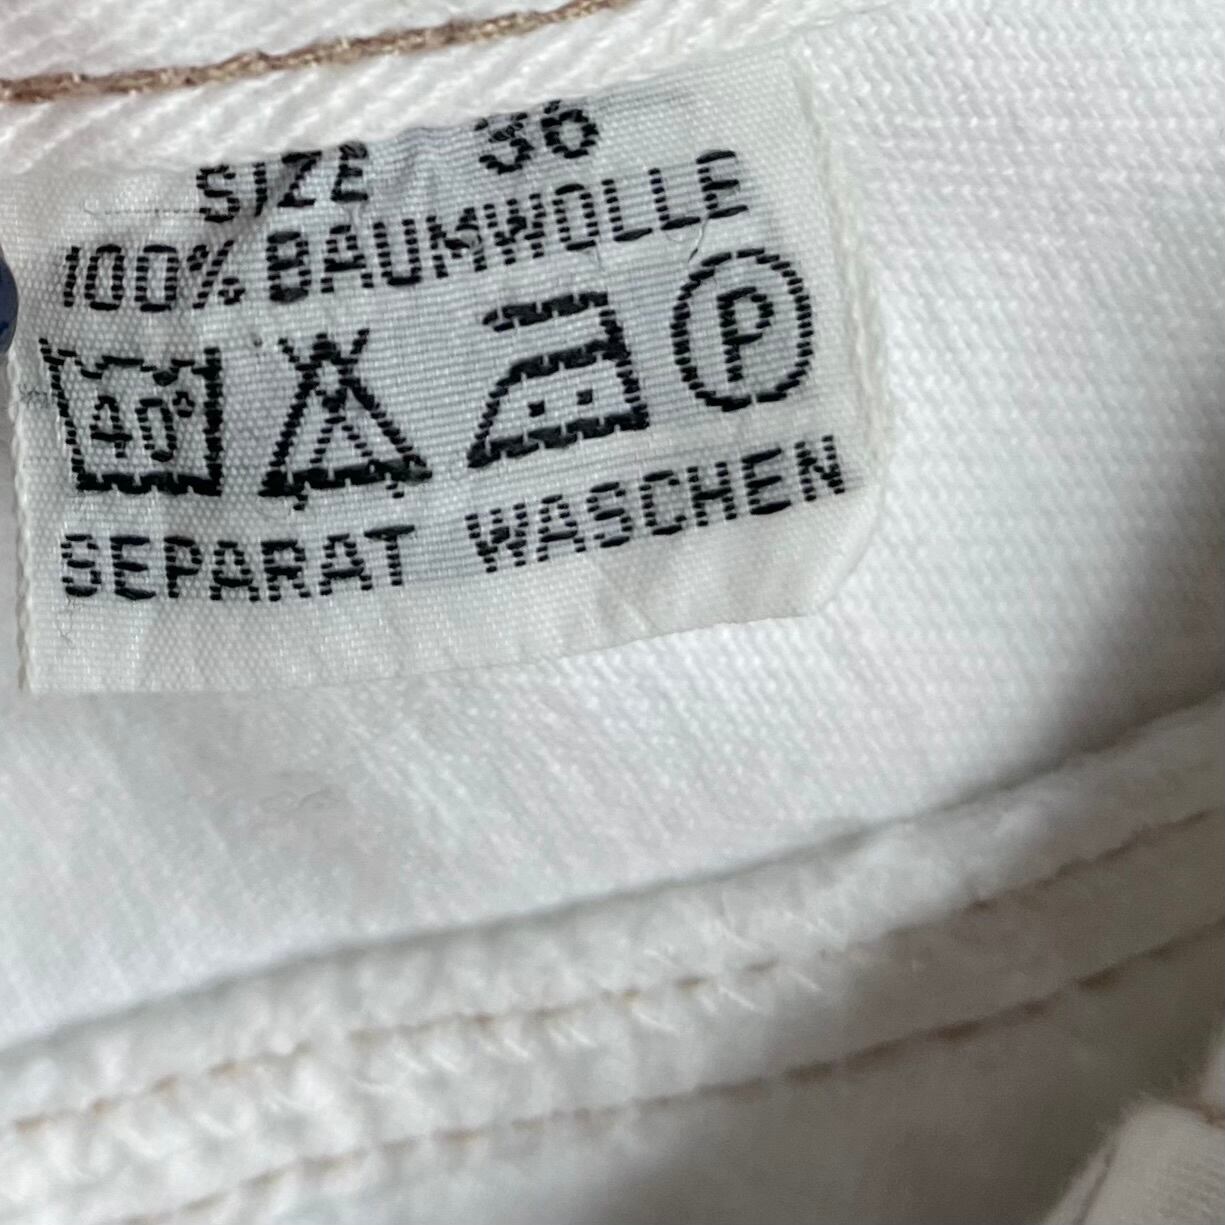 SIZE 36
100% BAUMWOLLE
40° P
SEPARAT WASCHEN